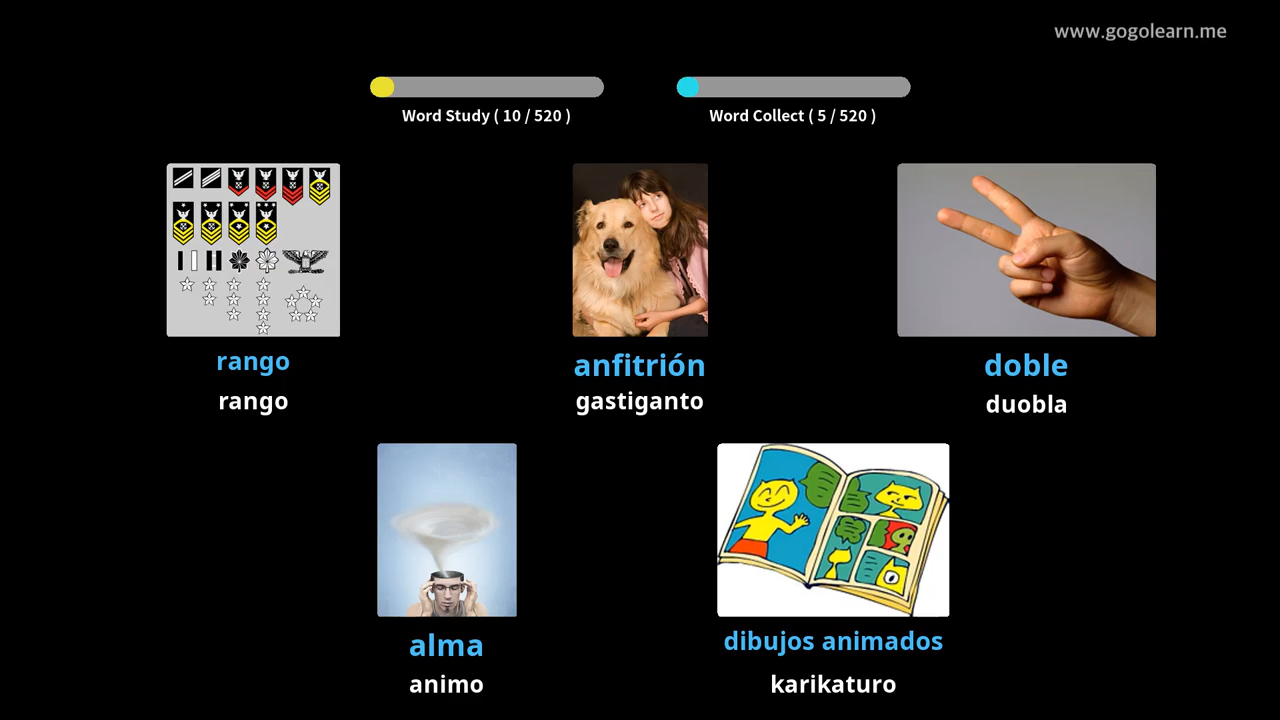 www.gogolearn.me
Word Study ( 10 / 520 )
Word Collect ( 5 / 520 )
rango
rango
anfitrión
gastiganto
doble
duobla
alma
animo
dibujos animados
karikaturo